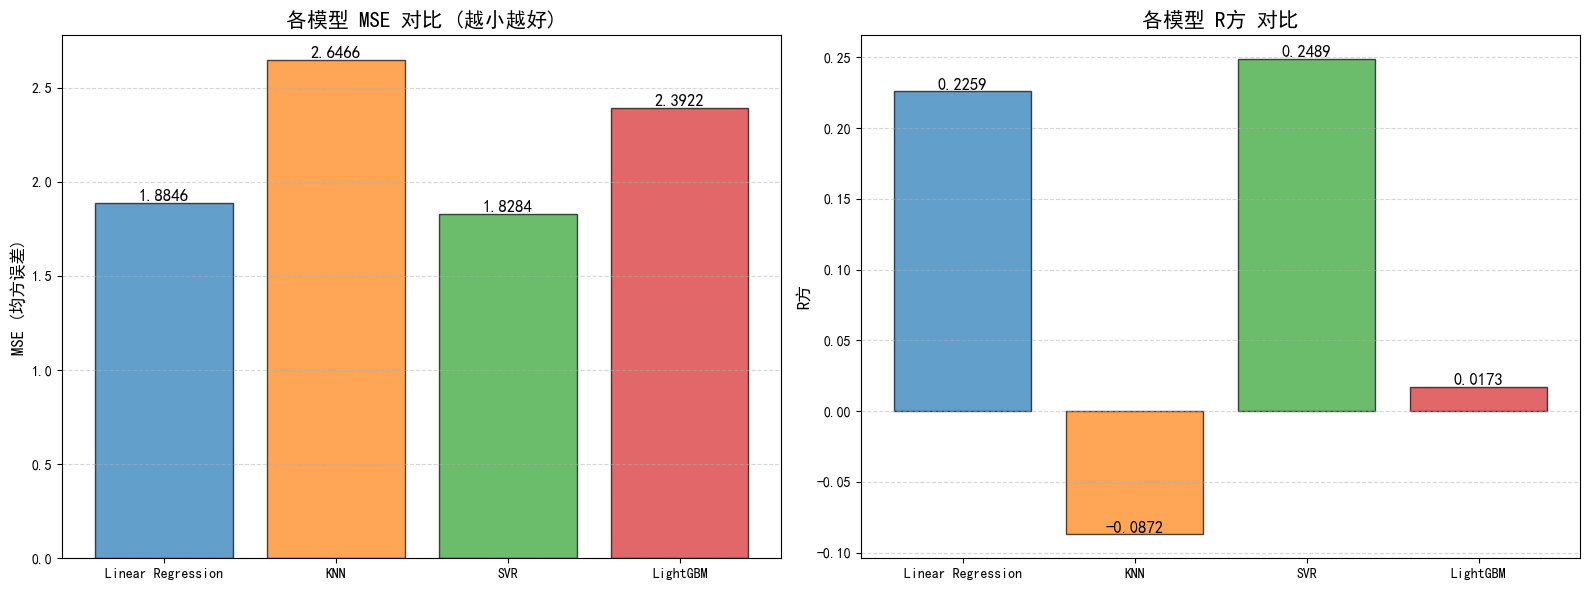 各模型 MSE 对比 (越小越好)
MSE (均方误差)
2.5
2.0
1.5
1.0
0.5
0.0
1.8846
2.6466
1.8284
2.3922
Linear Regression
KNN
SVR
LightGBM
各模型 R方 对比
R方
0.25
0.20
0.15
0.10
0.05
0.00
−0.05
−0.10
0.2259
−0.0872
0.2489
0.0173
Linear Regression
KNN
SVR
LightGBM